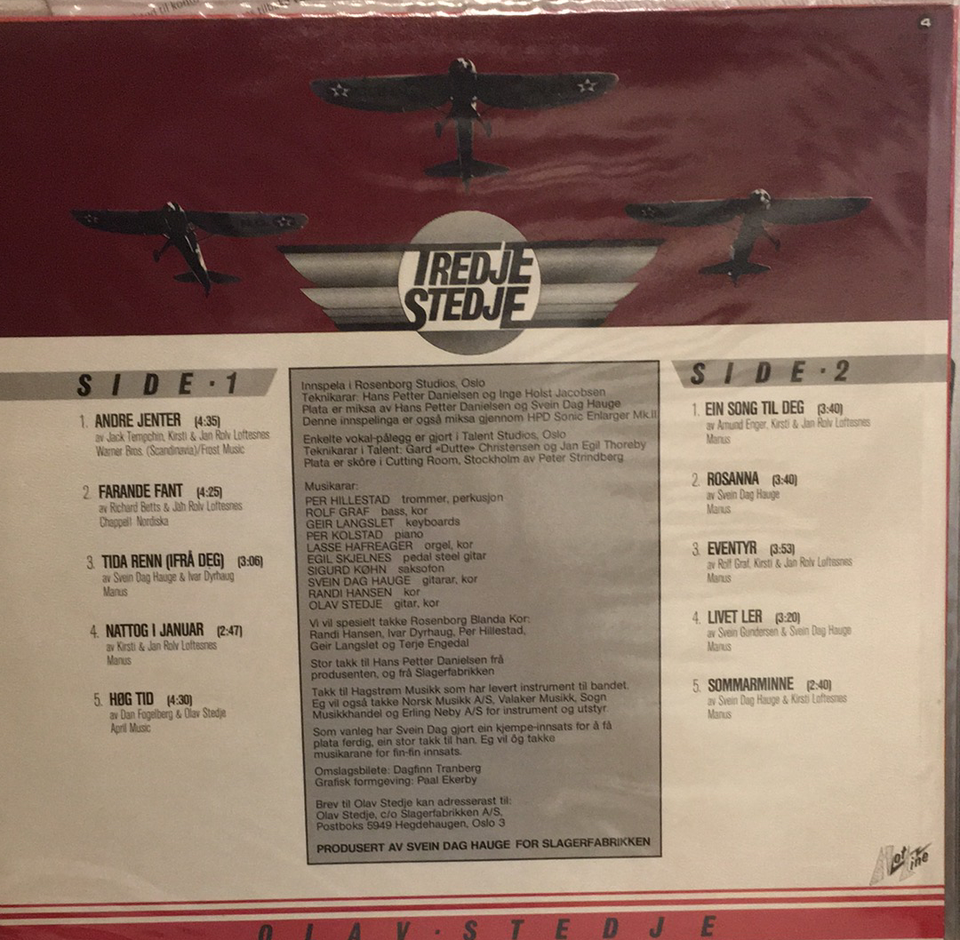 4
TREDJE
STEDJE
SIDE·1
1. ANDRE JENTER (4:35)
av Jack Tempchin, Kirsti & Jan Rolv Loftesnes
Warner Bros. (Scandinavia)/Frost Music
2. FARANDE FANT (4:25)
av Richard Betts & Jan Rolv Loftesnes
Chappell Nordiska
3. TIDA RENN (IFRÅ DEG) (3:06)
av Svein Dag Hauge & Ivar Dyrhaug
Manus
4. NATTOG I JANUAR (2:47)
av Kirsti & Jan Rolv Loftesnes
Manus
5. HØG TID (4:30)
av Dan Fogelberg & Olav Stedje
April Music
Innspela i Rosenborg Studios, Oslo
Teknikarar: Hans Petter Danielsen og Inge Holst Jacobsen
Plata er miksa av Hans Petter Danielsen og Svein Dag Hauge
Denne innspelinga er også miksa gjennom HPD Sonic Enlarger Mk.II
Enkelte vokal-pålegg er gjort i Talent Studios, Oslo
Teknikarar i Talent: Gard «Dutte» Christensen og Jan Egil Thoreby
Plata er skore i Cutting Room, Stockholm av Peter Strindberg
Musikarar:
PER HILLESTAD trommer, perkusjon
ROLF GRAF bass, kor
GEIR LANGSLET keyboards
PER KOLSTAD piano
LASSE HAFREAGER orgel, kor
EGIL SKJELNES pedal steel gitar
SIGURD KØHN saksofon
SVEIN DAG HAUGE gitarar, kor
RANDI HANSEN kor
OLAV STEDJE gitar, kor
Vi vil spesielt takke Rosenborg Blanda Kor:
Randi Hansen, Ivar Dyrhaug, Per Hillestad,
Geir Langslet og Terje Engedal
Stor takk til Hans Petter Danielsen frå
produsenten, og frå Slagerfabrikken
Takk til Hagstrøm Musikk som har levert instrument til bandet.
Eg vil også takke Norsk Musikk A/S, Valaker Musikk, Sogn
Musikkhandel og Erling Neby A/S for instrument og utstyr.
Som vanleg har Svein Dag gjort ein kjempe-innsats for å få
plata ferdig, ein stor takk til han. Eg vil òg takke
musikarane for fin-fin innsats.
Omslagsbilete: Dagfinn Tranberg
Grafisk formgeving: Paal Ekerby
Brev til Olav Stedje kan adresserast til:
Olav Stedje, c/o Slagerfabrikken A/S,
Postboks 5949 Hegdehaugen, Oslo 3
PRODUSERT AV SVEIN DAG HAUGE FOR SLAGERFABRIKKEN
SIDE·2
1. EIN SONG TIL DEG (3:40)
av Amund Enger, Kirsti & Jan Rolv Loftesnes
Manus
2. ROSANNA (3:40)
av Svein Dag Hauge
Manus
3. EVENTYR (3:53)
av Rolf Graf, Kirsti & Jan Rolv Loftesnes
Manus
4. LIVET LER (3:20)
av Svein Gundersen & Svein Dag Hauge
Manus
5. SOMMARMINNE (2:40)
av Svein Dag Hauge & Kirsti Loftesnes
Manus
Hot Line
OLAV·STEDJE